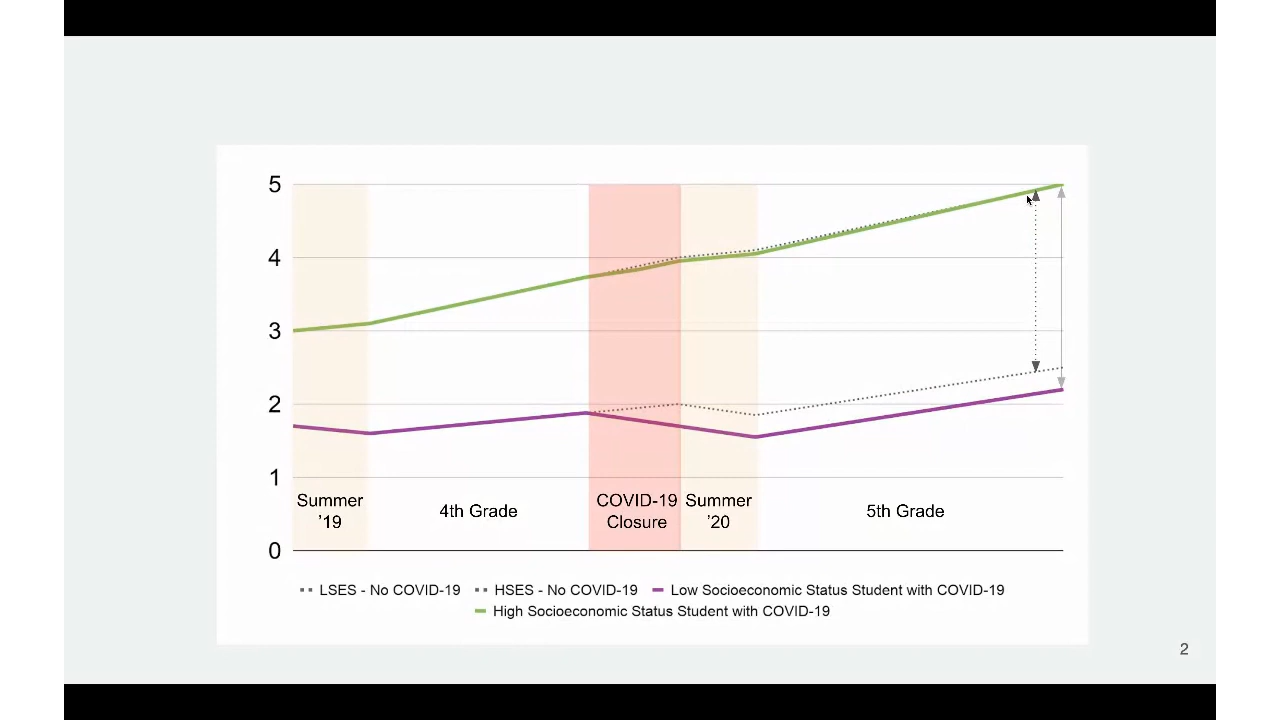 5
4
3
2
1
0
Summer
'19
4th Grade
COVID-19
Closure
Summer
'20
5th Grade
LSES - No COVID-19
HSES - No COVID-19
Low Socioeconomic Status Student with COVID-19
High Socioeconomic Status Student with COVID-19
2